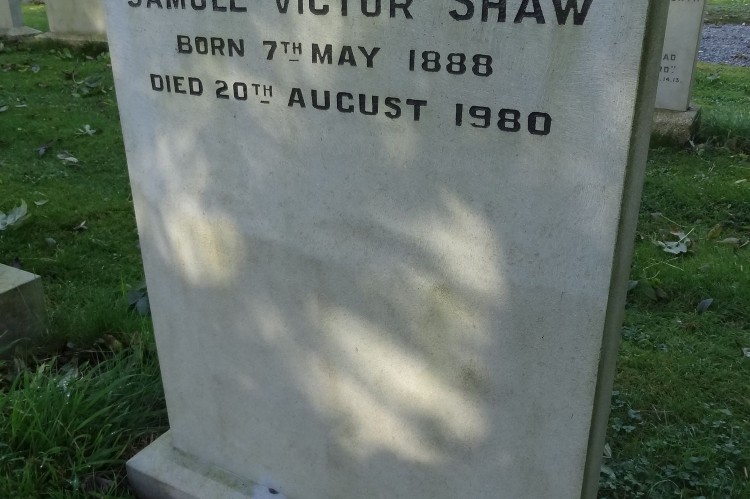 SAMUEL VICTOR SHAW
BORN 7TH MAY 1888
DIED 20TH AUGUST 1980